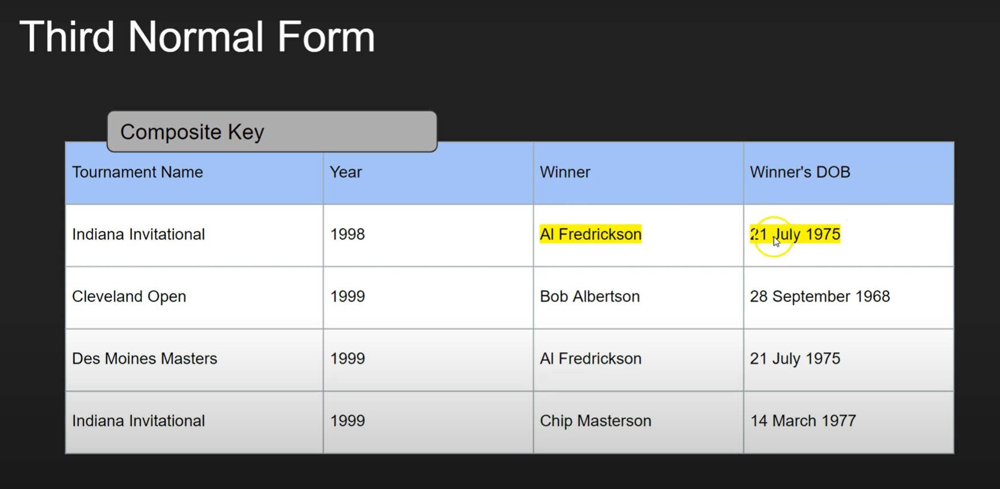 Third Normal Form
Composite Key
Tournament Name Year Winner Winner's DOB
Indiana Invitational 1998 Al Fredrickson 21 July 1975
Cleveland Open 1999 Bob Albertson 28 September 1968
Des Moines Masters 1999 Al Fredrickson 21 July 1975
Indiana Invitational 1999 Chip Masterson 14 March 1977